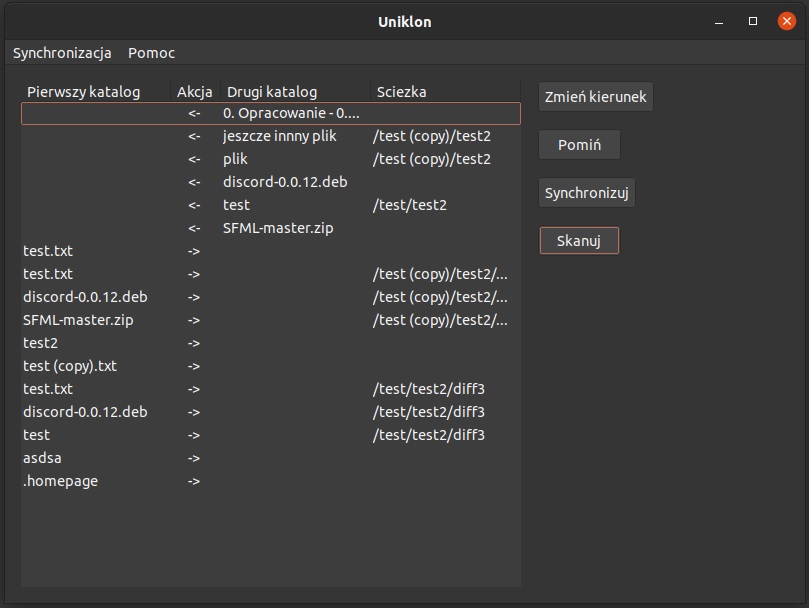 Uniklon
Synchronizacja Pomoc
Pierwszy katalog Akcja Drugi katalog Sciezka
<- 0. Opracowanie - 0....
<- jeszcze innny plik /test (copy)/test2
<- plik /test (copy)/test2
<- discord-0.0.12.deb
<- test /test/test2
<- SFML-master.zip
test.txt ->
test.txt -> /test (copy)/test2/...
discord-0.0.12.deb -> /test (copy)/test2/...
SFML-master.zip -> /test (copy)/test2/...
test2 ->
test (copy).txt ->
test.txt -> /test/test2/diff3
discord-0.0.12.deb -> /test/test2/diff3
test -> /test/test2/diff3
asdsa ->
.homepage ->
Zmień kierunek
Pomiń
Synchronizuj
Skanuj